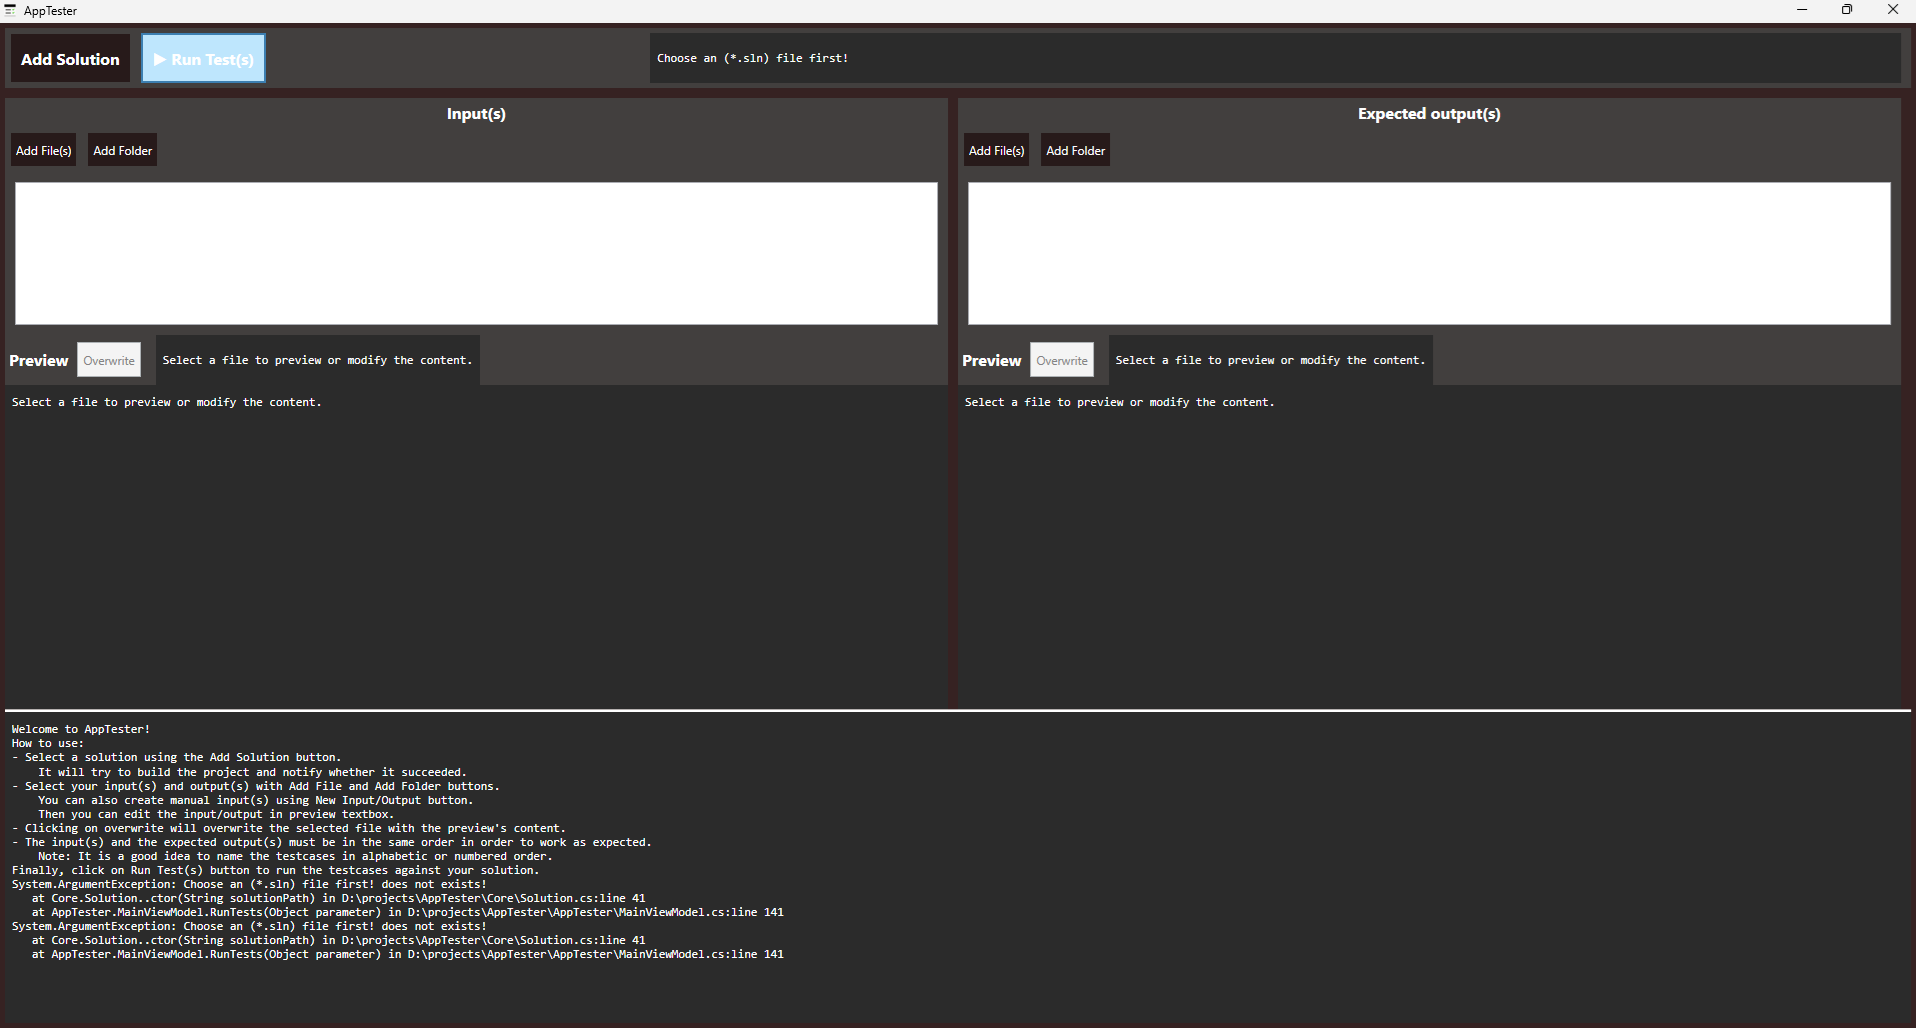 AppTester
Add Solution
▶ Run Test(s)
Choose an (*.sln) file first!
Input(s)
Add File(s)
Add Folder
Preview
Overwrite
Select a file to preview or modify the content.
Select a file to preview or modify the content.
Expected output(s)
Add File(s)
Add Folder
Preview
Overwrite
Select a file to preview or modify the content.
Select a file to preview or modify the content.
Welcome to AppTester!
How to use:
- Select a solution using the Add Solution button.
    It will try to build the project and notify whether it succeeded.
- Select your input(s) and output(s) with Add File and Add Folder buttons.
    You can also create manual input(s) using New Input/Output button.
    Then you can edit the input/output in preview textbox.
- Clicking on overwrite will overwrite the selected file with the preview's content.
- The input(s) and the expected output(s) must be in the same order in order to work as expected.
    Note: It is a good idea to name the testcases in alphabetic or numbered order.
Finally, click on Run Test(s) button to run the testcases against your solution.
System.ArgumentException: Choose an (*.sln) file first! does not exists!
   at Core.Solution..ctor(String solutionPath) in D:\projects\AppTester\Core\Solution.cs:line 41
   at AppTester.MainViewModel.RunTests(Object parameter) in D:\projects\AppTester\AppTester\MainViewModel.cs:line 141
System.ArgumentException: Choose an (*.sln) file first! does not exists!
   at Core.Solution..ctor(String solutionPath) in D:\projects\AppTester\Core\Solution.cs:line 41
   at AppTester.MainViewModel.RunTests(Object parameter) in D:\projects\AppTester\AppTester\MainViewModel.cs:line 141